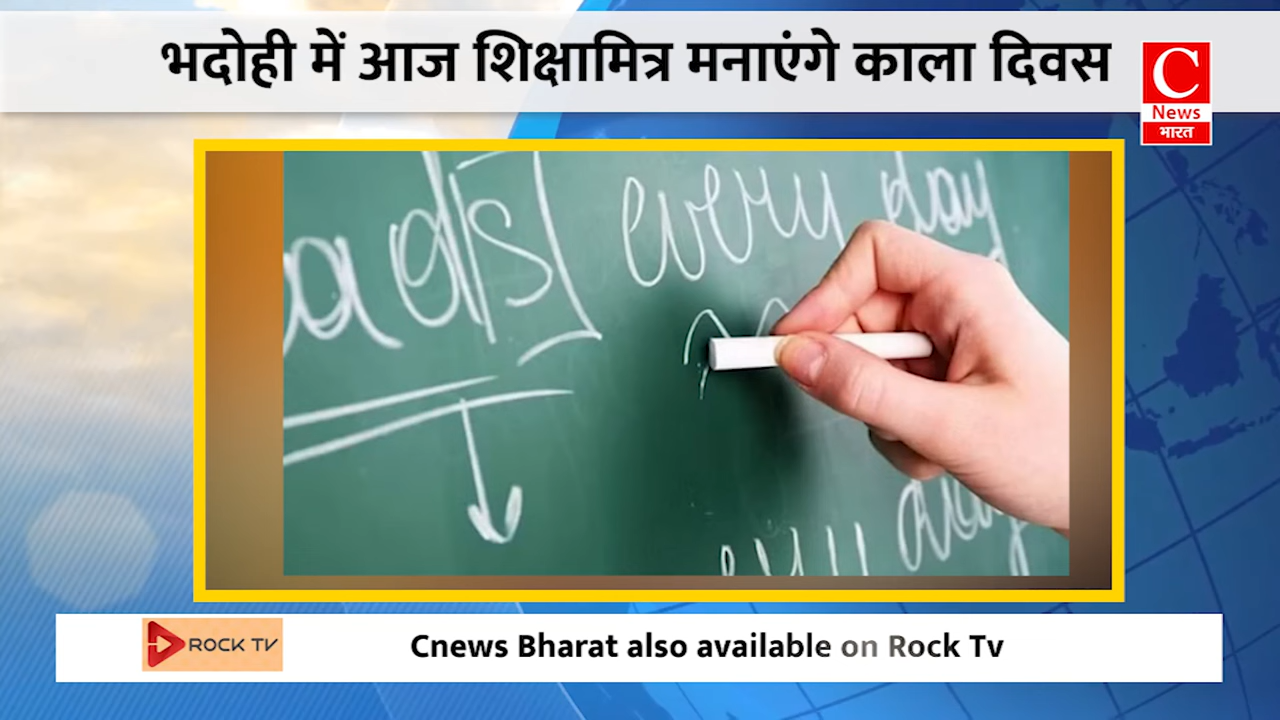 भदोही में आज शिक्षामित्र मनाएंगे काला दिवस
C
News
भारत
every day
ROCK TV
Cnews Bharat also available on Rock Tv